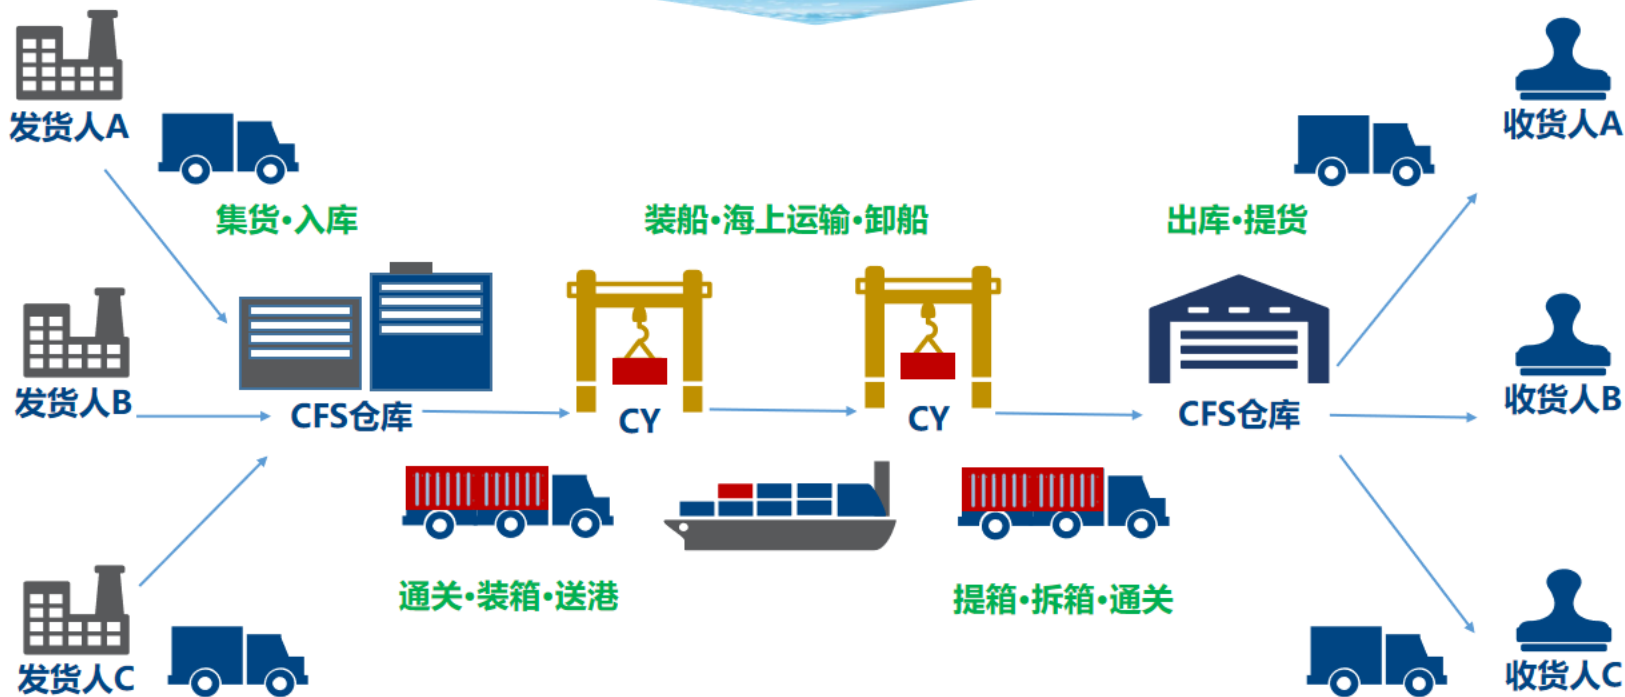 发货人A
收货人A
集货·入库
装船·海上运输·卸船
出库·提货
发货人B
CFS仓库
CY
CY
CFS仓库
收货人B
通关·装箱·送港
提箱·拆箱·通关
发货人C
收货人C